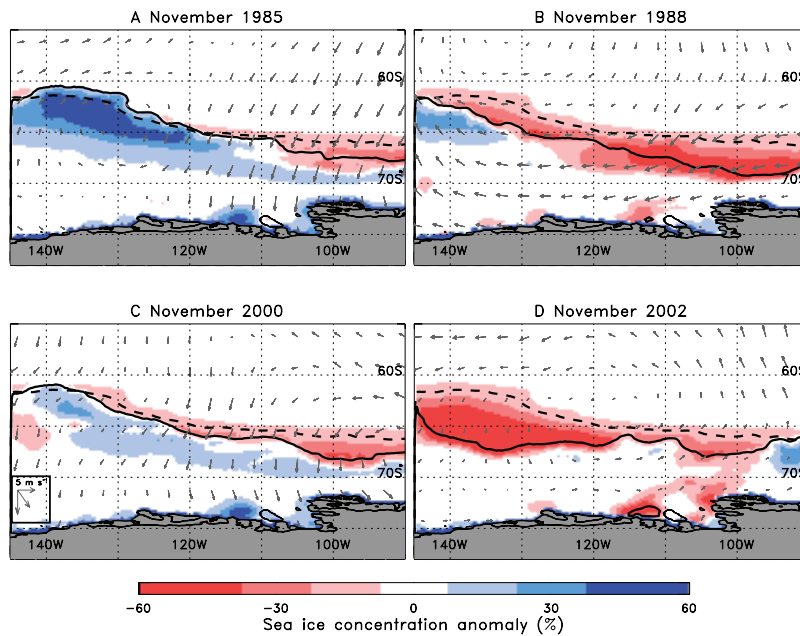 A November 1985
B November 1988
60S
60S
70S
70S
140W 120W 100W
140W 120W 100W
C November 2000
D November 2002
60S
60S
70S
70S
5 m s⁻¹
140W 120W 100W
140W 120W 100W
−60 −30 0 30 60
Sea ice concentration anomaly (%)